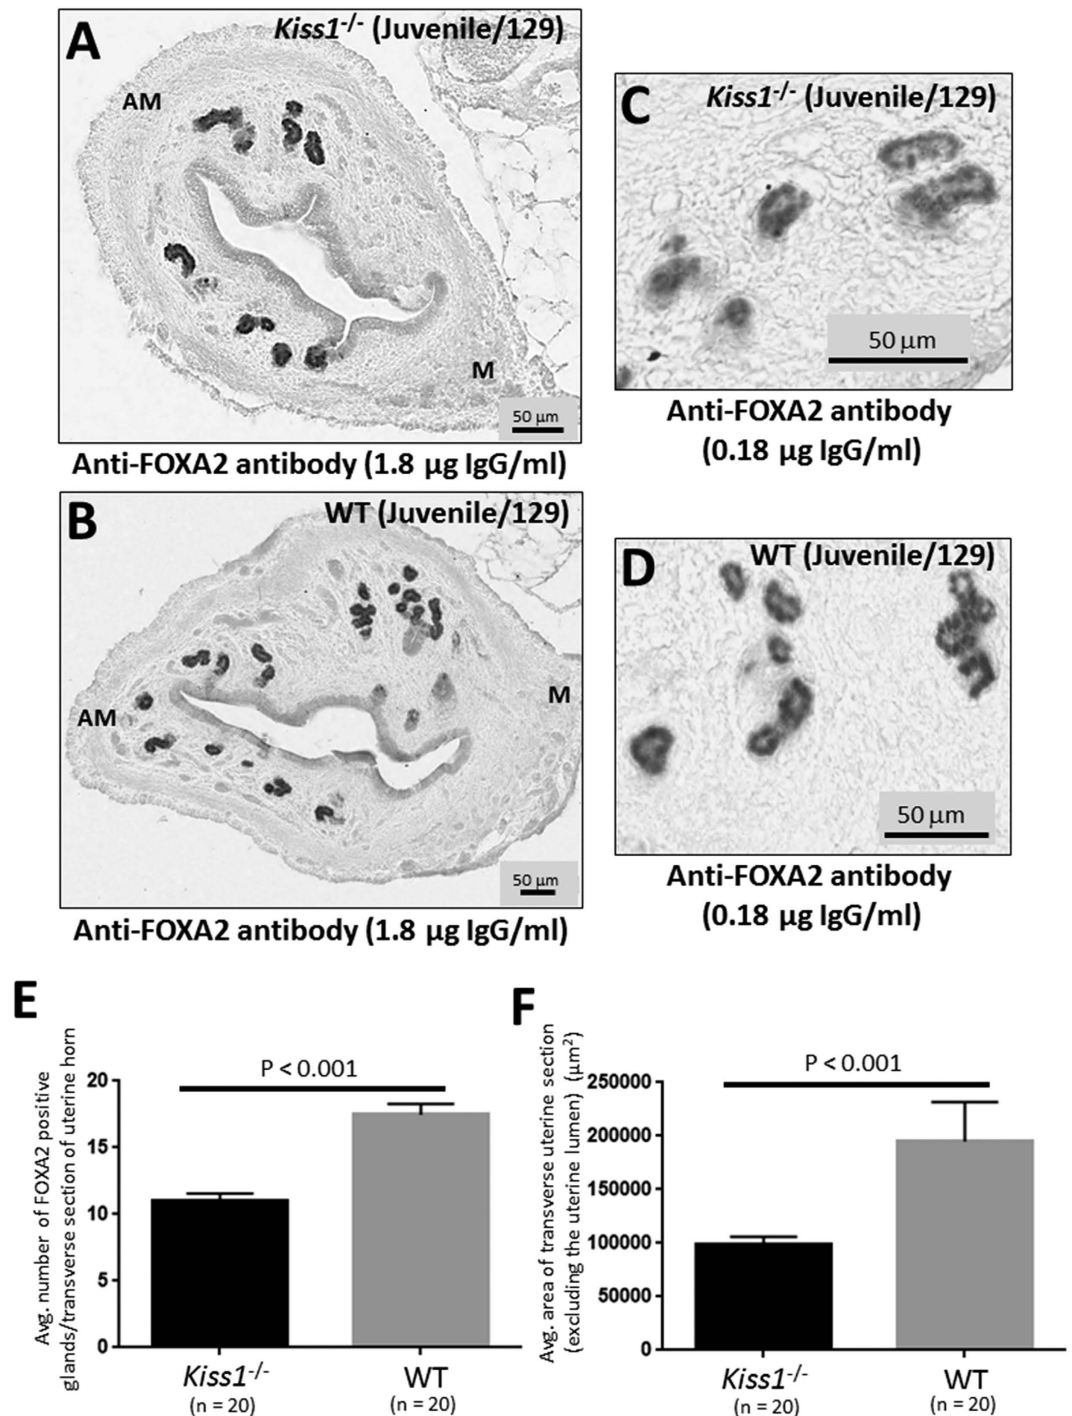 A
Kiss1-/- (Juvenile/129)
AM
M
50 µm
Anti-FOXA2 antibody (1.8 µg IgG/ml)
B
WT (Juvenile/129)
AM
M
50 µm
Anti-FOXA2 antibody (1.8 µg IgG/ml)
C
Kiss1-/- (Juvenile/129)
50 µm
Anti-FOXA2 antibody
(0.18 µg IgG/ml)
D
WT (Juvenile/129)
50 µm
Anti-FOXA2 antibody
(0.18 µg IgG/ml)
E
Avg. number of FOXA2 positive
glands/transverse section of uterine horn
P < 0.001
20
15
10
5
0
Kiss1-/-
(n = 20)
WT
(n = 20)
F
Avg. area of transverse uterine section
(excluding the uterine lumen) (µm²)
P < 0.001
250000
200000
150000
100000
50000
0
Kiss1-/-
(n = 20)
WT
(n = 20)